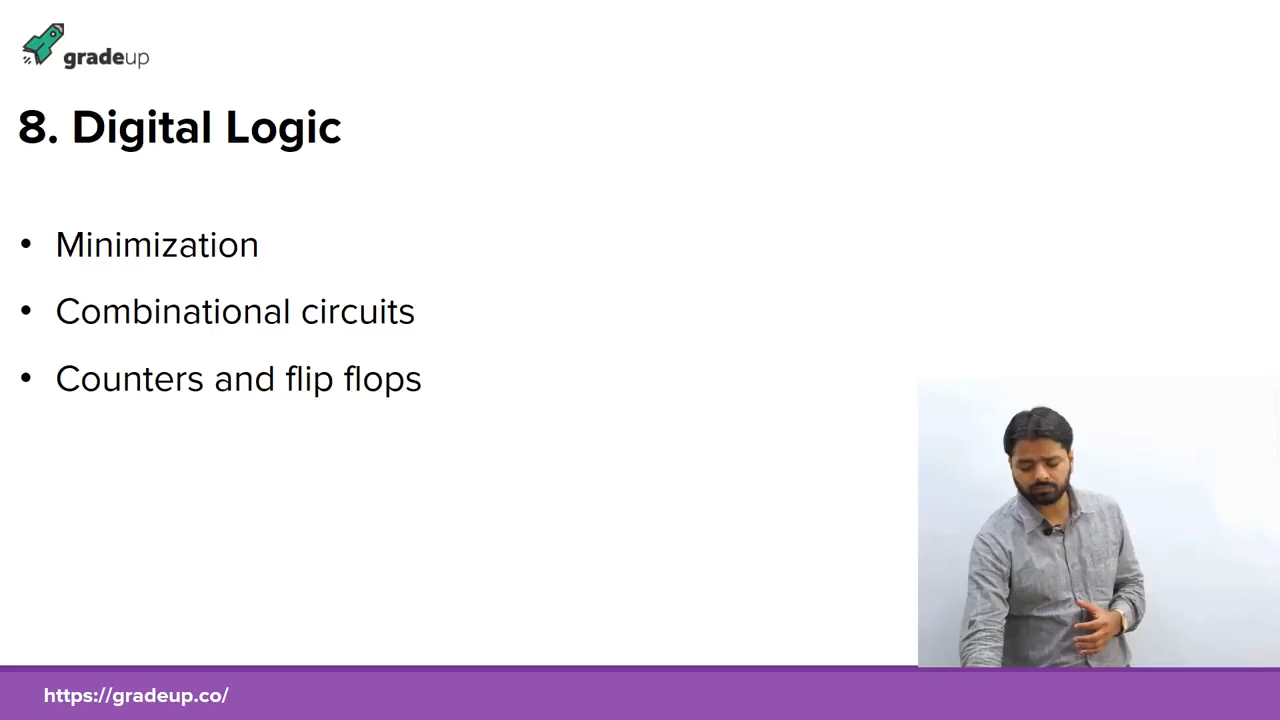 gradeup
8. Digital Logic
• Minimization
• Combinational circuits
• Counters and flip flops
https://gradeup.co/